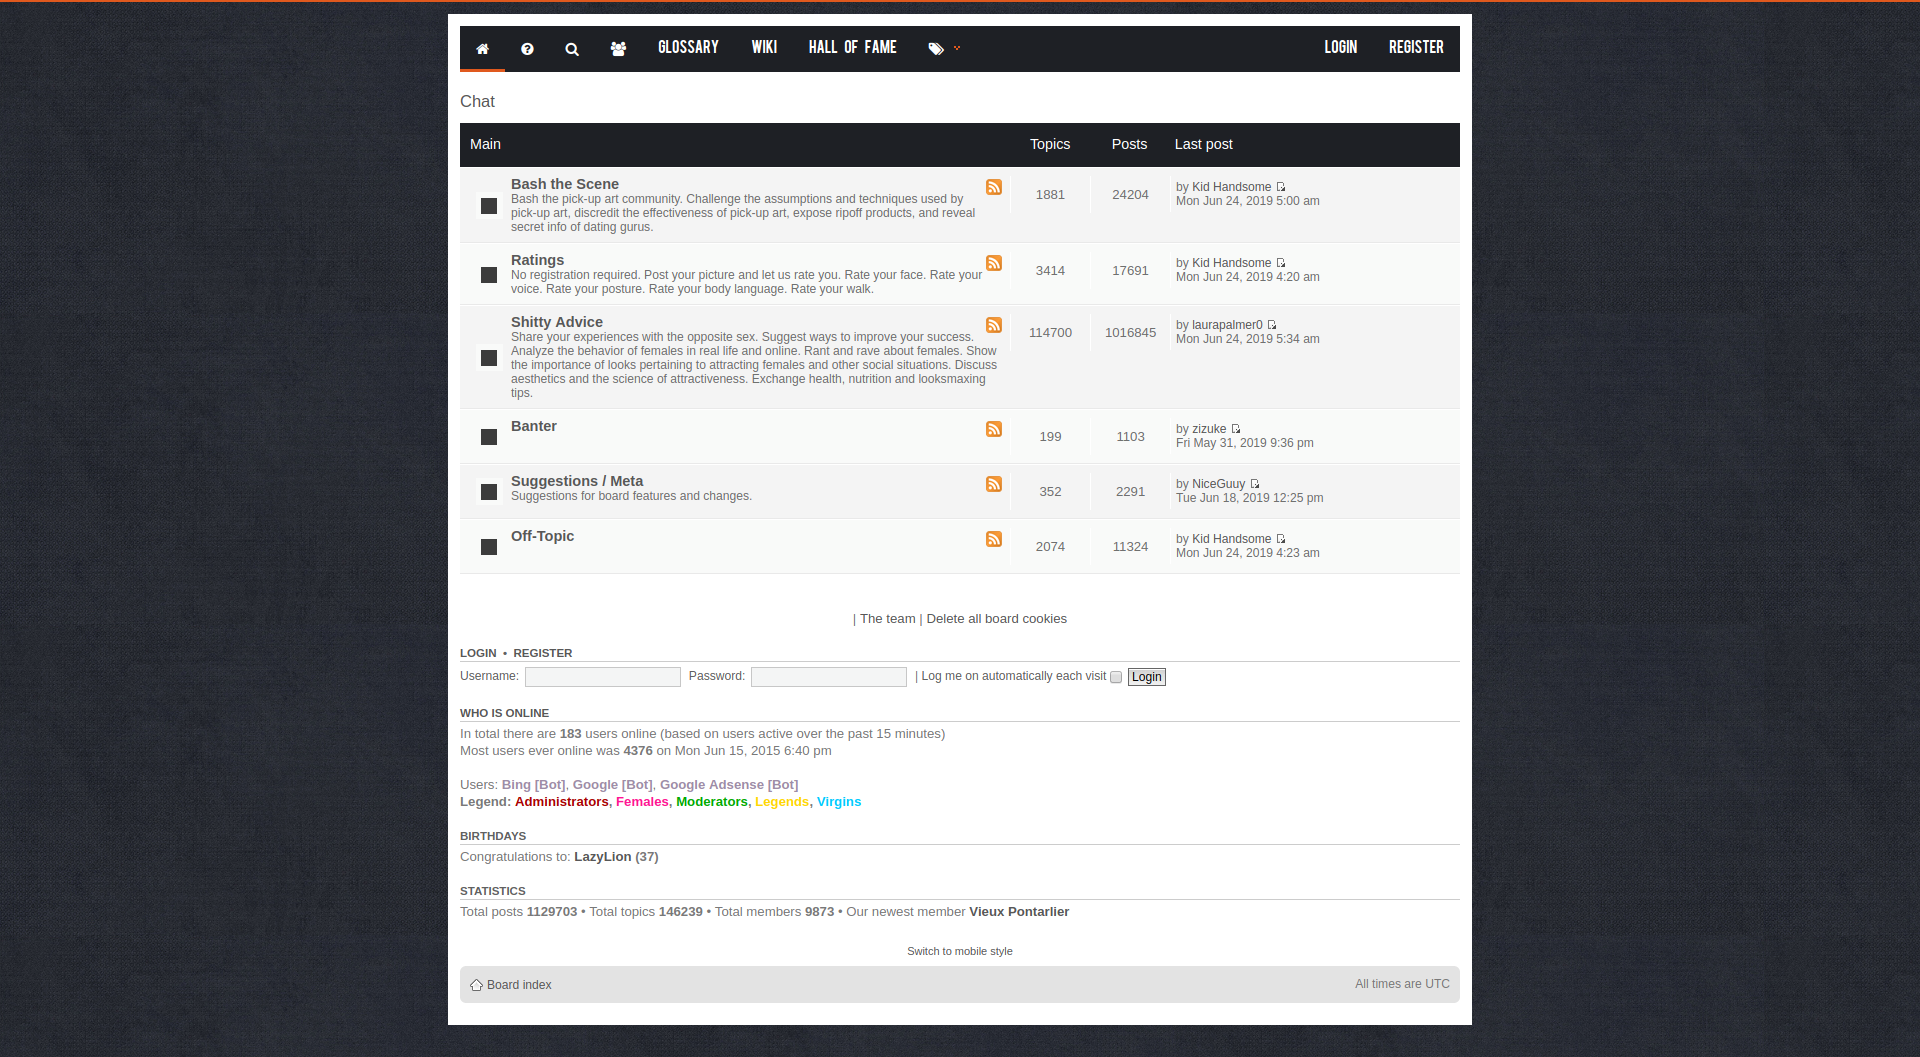 GLOSSARY WIKI HALL OF FAME LOGIN REGISTER
Chat
Main Topics Posts Last post
Bash the Scene
Bash the pick-up art community. Challenge the assumptions and techniques used by
pick-up art, discredit the effectiveness of pick-up art, expose ripoff products, and reveal
secret info of dating gurus.
1881 24204
by Kid Handsome
Mon Jun 24, 2019 5:00 am
Ratings
No registration required. Post your picture and let us rate you. Rate your face. Rate your
voice. Rate your posture. Rate your body language. Rate your walk.
3414 17691
by Kid Handsome
Mon Jun 24, 2019 4:20 am
Shitty Advice
Share your experiences with the opposite sex. Suggest ways to improve your success.
Analyze the behavior of females in real life and online. Rant and rave about females. Show
the importance of looks pertaining to attracting females and other social situations. Discuss
aesthetics and the science of attractiveness. Exchange health, nutrition and looksmaxing
tips.
114700 1016845
by laurapalmer0
Mon Jun 24, 2019 5:34 am
Banter
199 1103
by zizuke
Fri May 31, 2019 9:36 pm
Suggestions / Meta
Suggestions for board features and changes.
352 2291
by NiceGuuy
Tue Jun 18, 2019 12:25 pm
Off-Topic
2074 11324
by Kid Handsome
Mon Jun 24, 2019 4:23 am
| The team | Delete all board cookies
LOGIN • REGISTER
Username: Password: | Log me on automatically each visit Login
WHO IS ONLINE
In total there are 183 users online (based on users active over the past 15 minutes)
Most users ever online was 4376 on Mon Jun 15, 2015 6:40 pm
Users: Bing [Bot], Google [Bot], Google Adsense [Bot]
Legend: Administrators, Females, Moderators, Legends, Virgins
BIRTHDAYS
Congratulations to: LazyLion (37)
STATISTICS
Total posts 1129703 • Total topics 146239 • Total members 9873 • Our newest member Vieux Pontarlier
Switch to mobile style
Board index All times are UTC